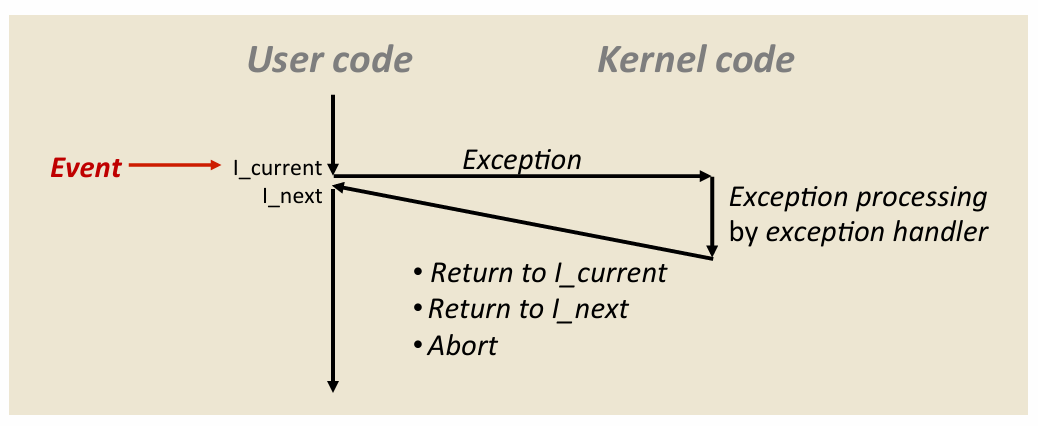 User code
Kernel code
Event
I_current
Exception
I_next
Exception processing
by exception handler
• Return to I_current
• Return to I_next
• Abort